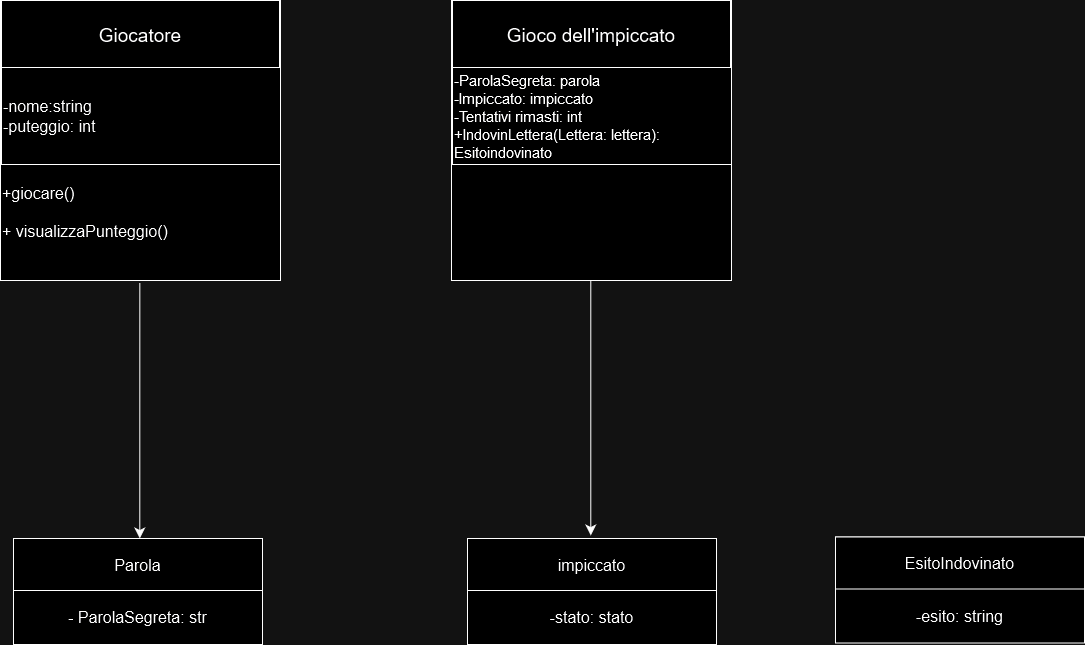 Giocatore
-nome:string
-puteggio: int
+giocare()
+ visualizzaPunteggio()
Gioco dell'impiccato
-ParolaSegreta: parola
-Impiccato: impiccato
-Tentativi rimasti: int
+IndovinLettera(Lettera: lettera):
Esitoindovinato
Parola
- ParolaSegreta: str
impiccato
-stato: stato
EsitoIndovinato
-esito: string